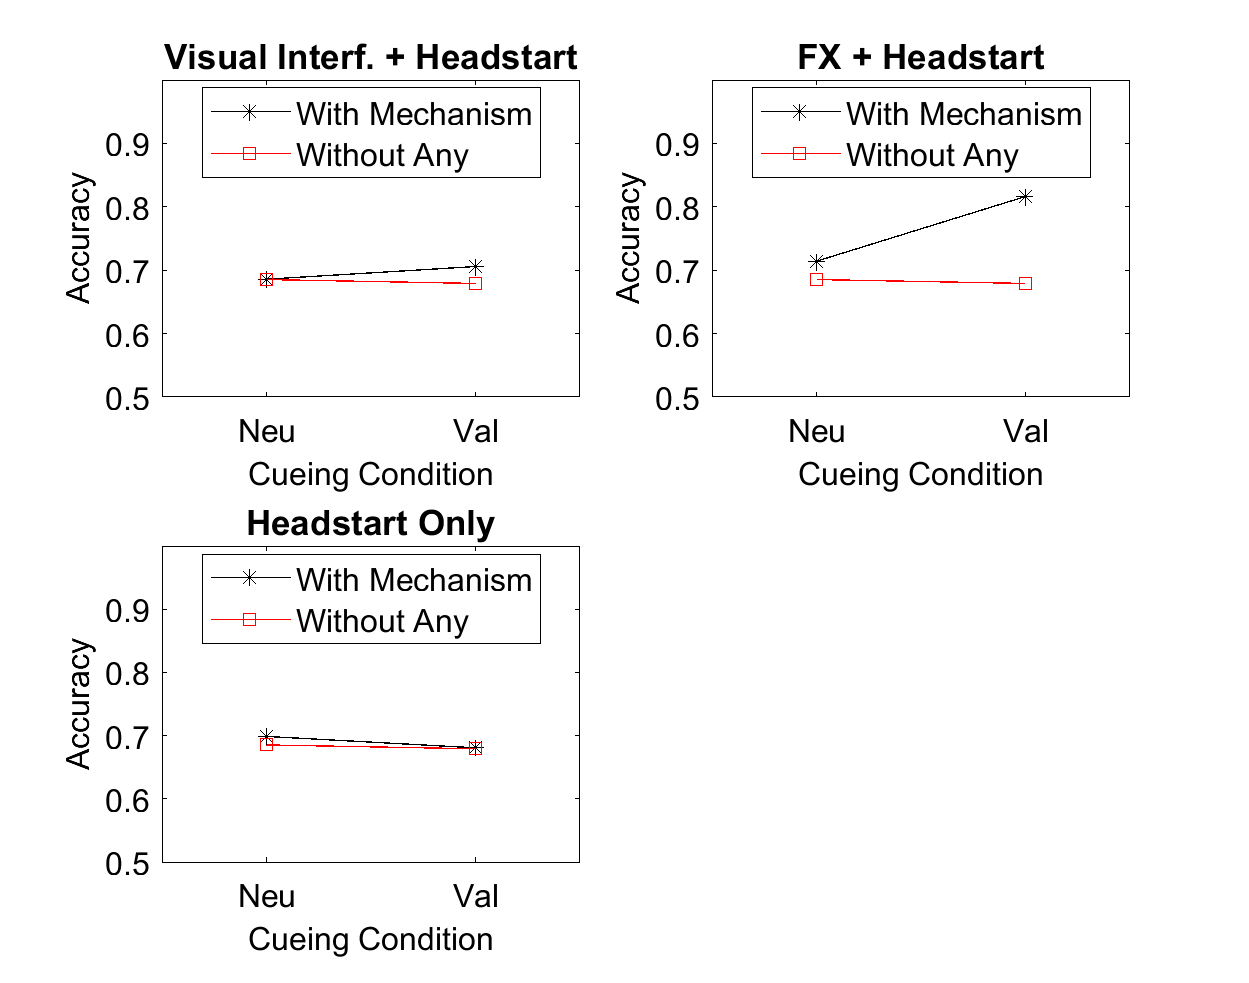 Visual Interf. + Headstart
With Mechanism
Without Any
0.9
0.8
0.7
0.6
0.5
Accuracy
Neu Val
Cueing Condition
FX + Headstart
With Mechanism
Without Any
0.9
0.8
0.7
0.6
0.5
Accuracy
Neu Val
Cueing Condition
Headstart Only
With Mechanism
Without Any
0.9
0.8
0.7
0.6
0.5
Accuracy
Neu Val
Cueing Condition